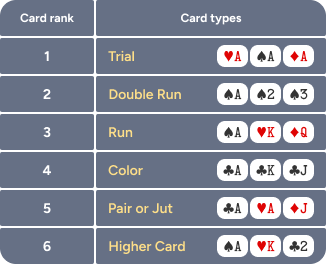 Card rank Card types
1 Trial ♥A ♠A ♦A
2 Double Run ♠A ♠2 ♠3
3 Run ♠A ♥K ♦Q
4 Color ♣A ♣K ♣J
5 Pair or Jut ♣A ♥A ♦J
6 Higher Card ♠A ♥K ♣2